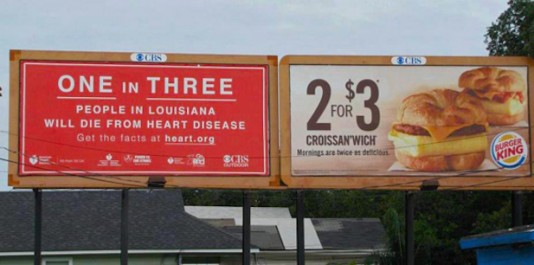 CBS
ONE IN THREE
PEOPLE IN LOUISIANA
WILL DIE FROM HEART DISEASE
Get the facts at heart.org
CBS
OUTDOOR
CBS
2 FOR $3
CROISSAN'WICH
Mornings are twice as delicious.
BURGER
KING